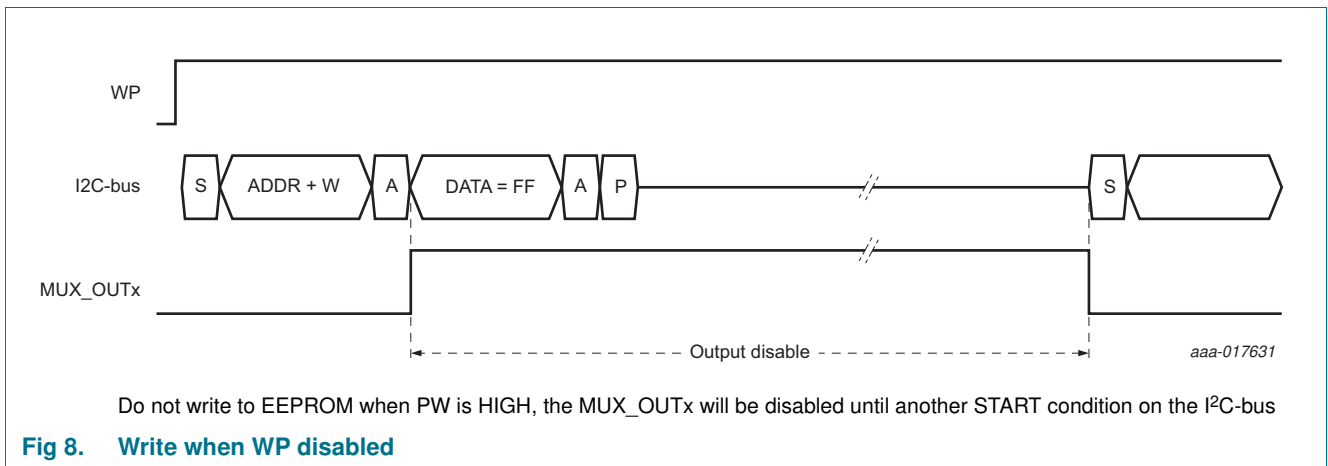 WP
I2C-bus
S
ADDR + W
A
DATA = FF
A
P
S
MUX_OUTx
Output disable
aaa-017631
Do not write to EEPROM when PW is HIGH, the MUX_OUTx will be disabled until another START condition on the I²C-bus
Fig 8. Write when WP disabled